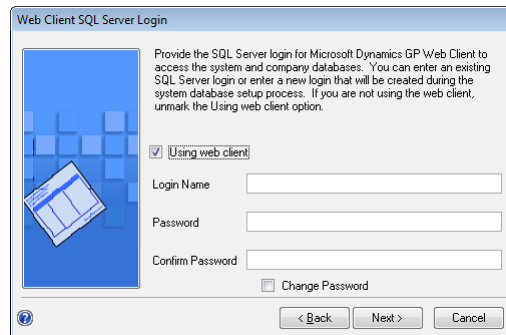 Web Client SQL Server Login
Provide the SQL Server login for Microsoft Dynamics GP Web Client to
access the system and company databases. You can enter an existing
SQL Server login or enter a new login that will be created during the
system database setup process. If you are not using the web client,
unmark the Using web client option.
Using web client
Login Name
Password
Confirm Password
Change Password
< Back
Next >
Cancel